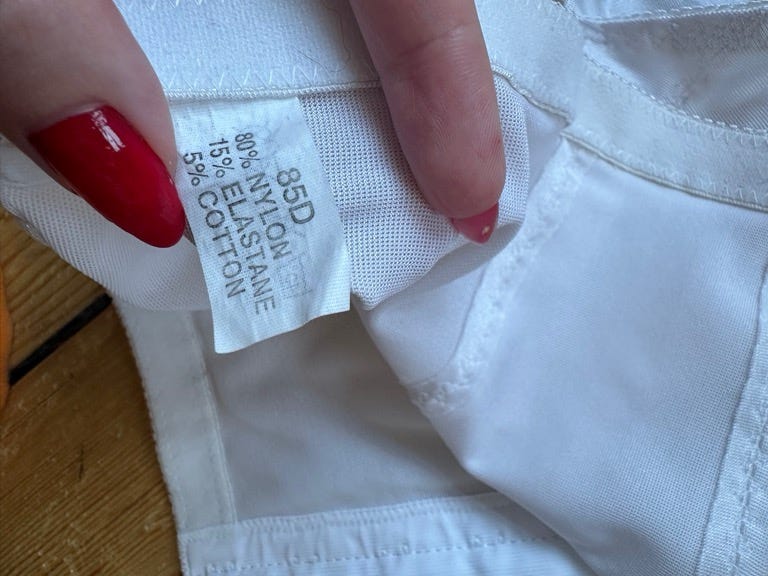 85D
80% NYLON
15% ELASTANE
5% COTTON